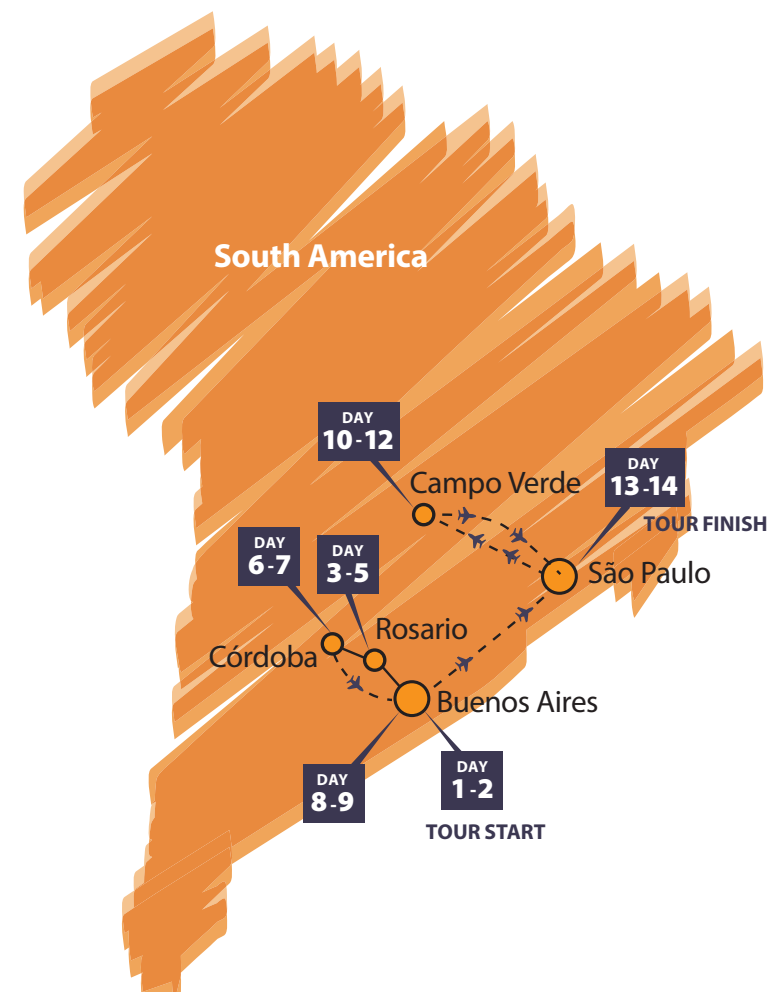 South America
DAY
10-12
Campo Verde
DAY
13-14
TOUR FINISH
São Paulo
DAY
6-7
DAY
3-5
Rosario
Córdoba
Buenos Aires
DAY
8-9
DAY
1-2
TOUR START